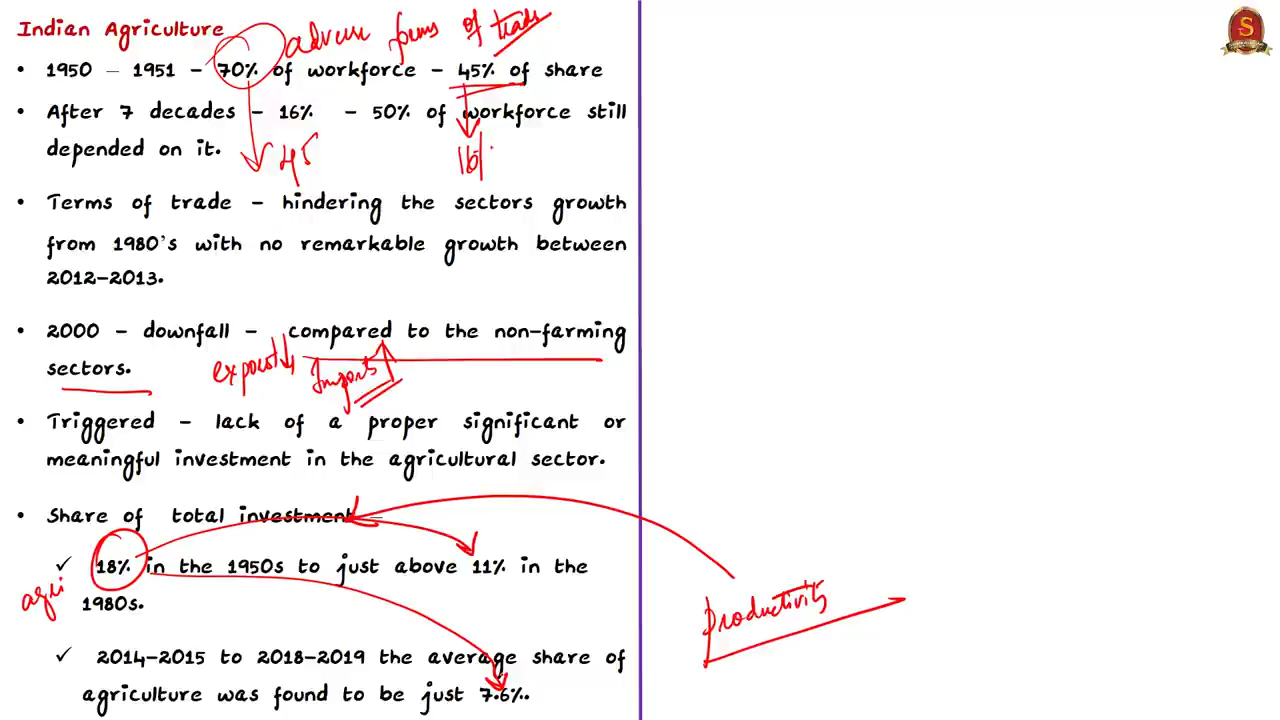 Indian Agriculture
adverse forms of trade
• 1950 – 1951 – 70% of workforce – 45% of share
• After 7 decades – 16% – 50% of workforce still
depended on it.
45
16%
• Terms of trade – hindering the sectors growth
from 1980's with no remarkable growth between
2012–2013.
• 2000 – downfall – compared to the non-farming
sectors.
export
Imports
• Triggered – lack of a proper significant or
meaningful investment in the agricultural sector.
• Share of total investment –
✓ 18% in the 1950s to just above 11% in the
agri
1980s.
Productivity
✓ 2014–2015 to 2018–2019 the average share of
agriculture was found to be just 7.6%.
S